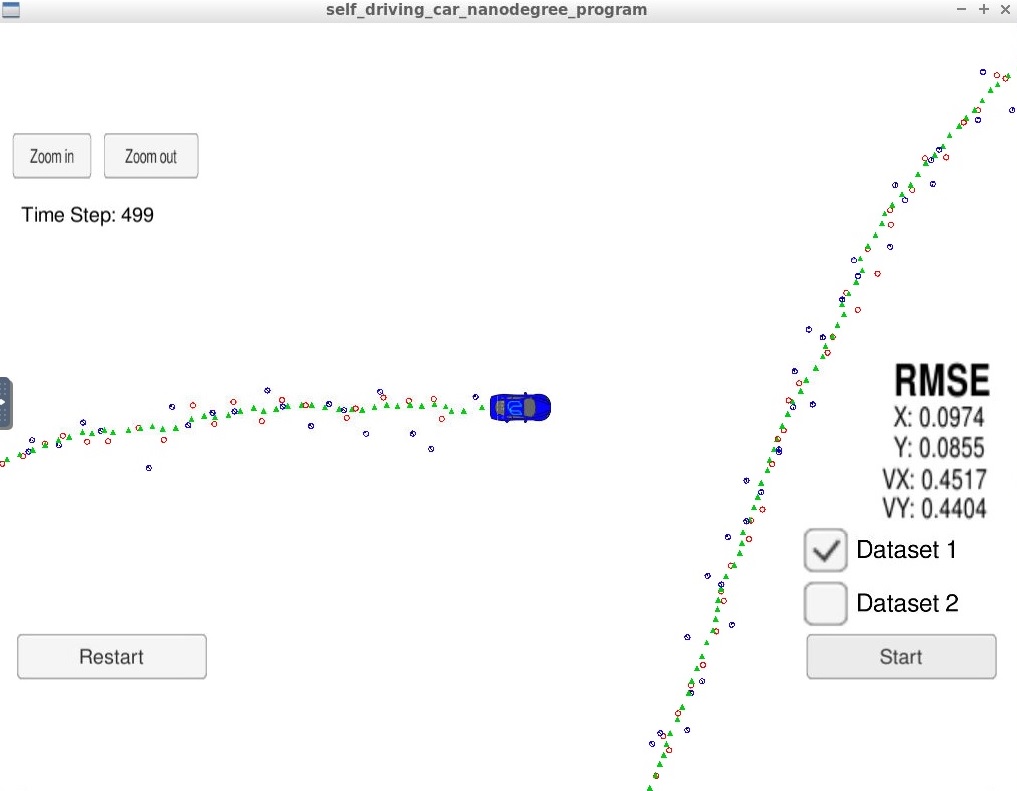 self_driving_car_nanodegree_program
Zoom in
Zoom out
Time Step: 499
RMSE
X: 0.0974
Y: 0.0855
VX: 0.4517
VY: 0.4404
Dataset 1
Dataset 2
Restart
Start